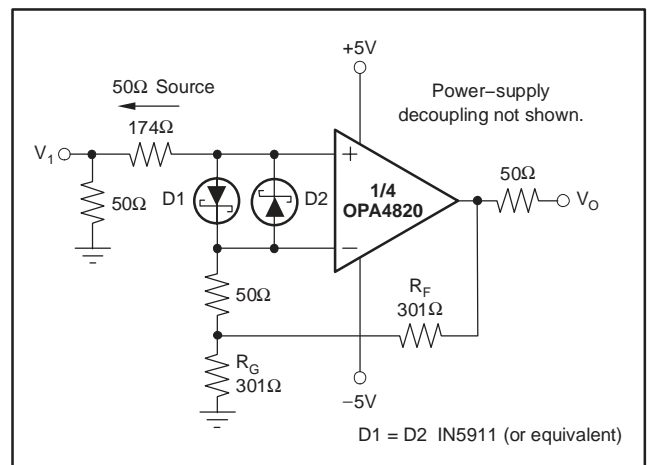 +5V
50Ω Source
Power–supply
decoupling not shown.
174Ω
V1
50Ω
D1
D2
+
1/4
OPA4820
−
50Ω
VO
50Ω
RF
301Ω
RG
301Ω
−5V
D1 = D2 IN5911 (or equivalent)